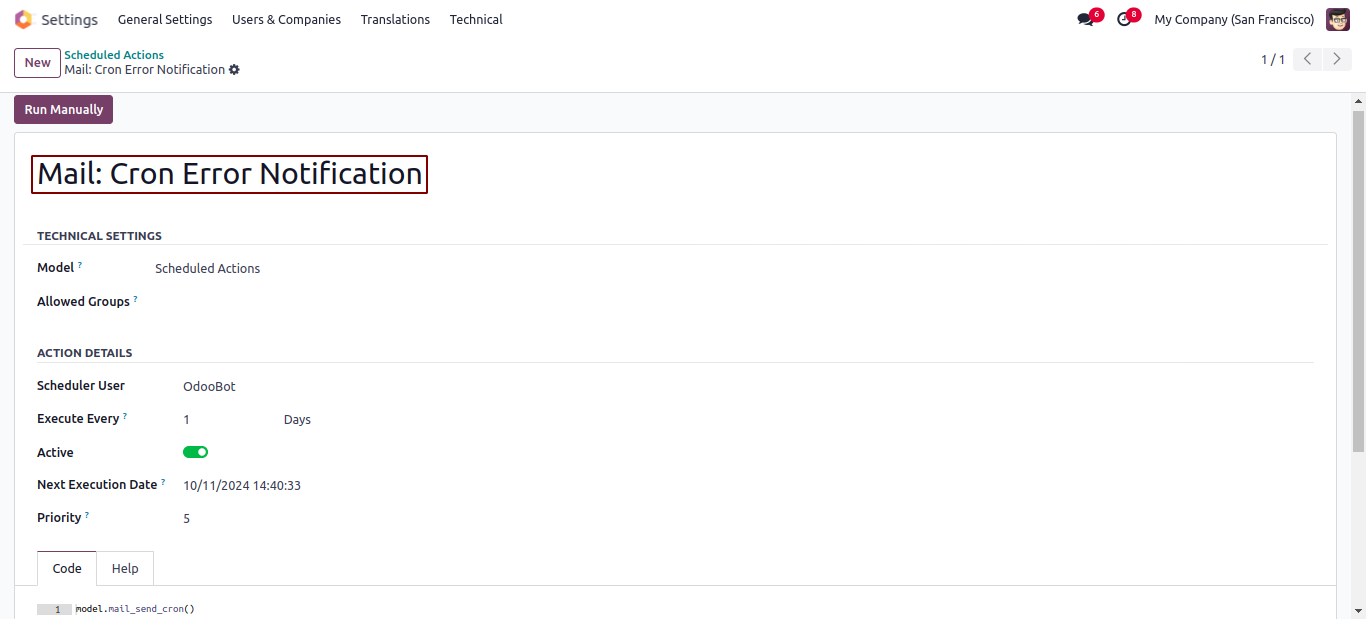 Settings General Settings Users & Companies Translations Technical 6 8 My Company (San Francisco)
New Scheduled Actions
Mail: Cron Error Notification 1 / 1
Run Manually
Mail: Cron Error Notification
TECHNICAL SETTINGS
Model ? Scheduled Actions
Allowed Groups ?
ACTION DETAILS
Scheduler User OdooBot
Execute Every ? 1 Days
Active
Next Execution Date ? 10/11/2024 14:40:33
Priority ? 5
Code Help
1 model.mail_send_cron()